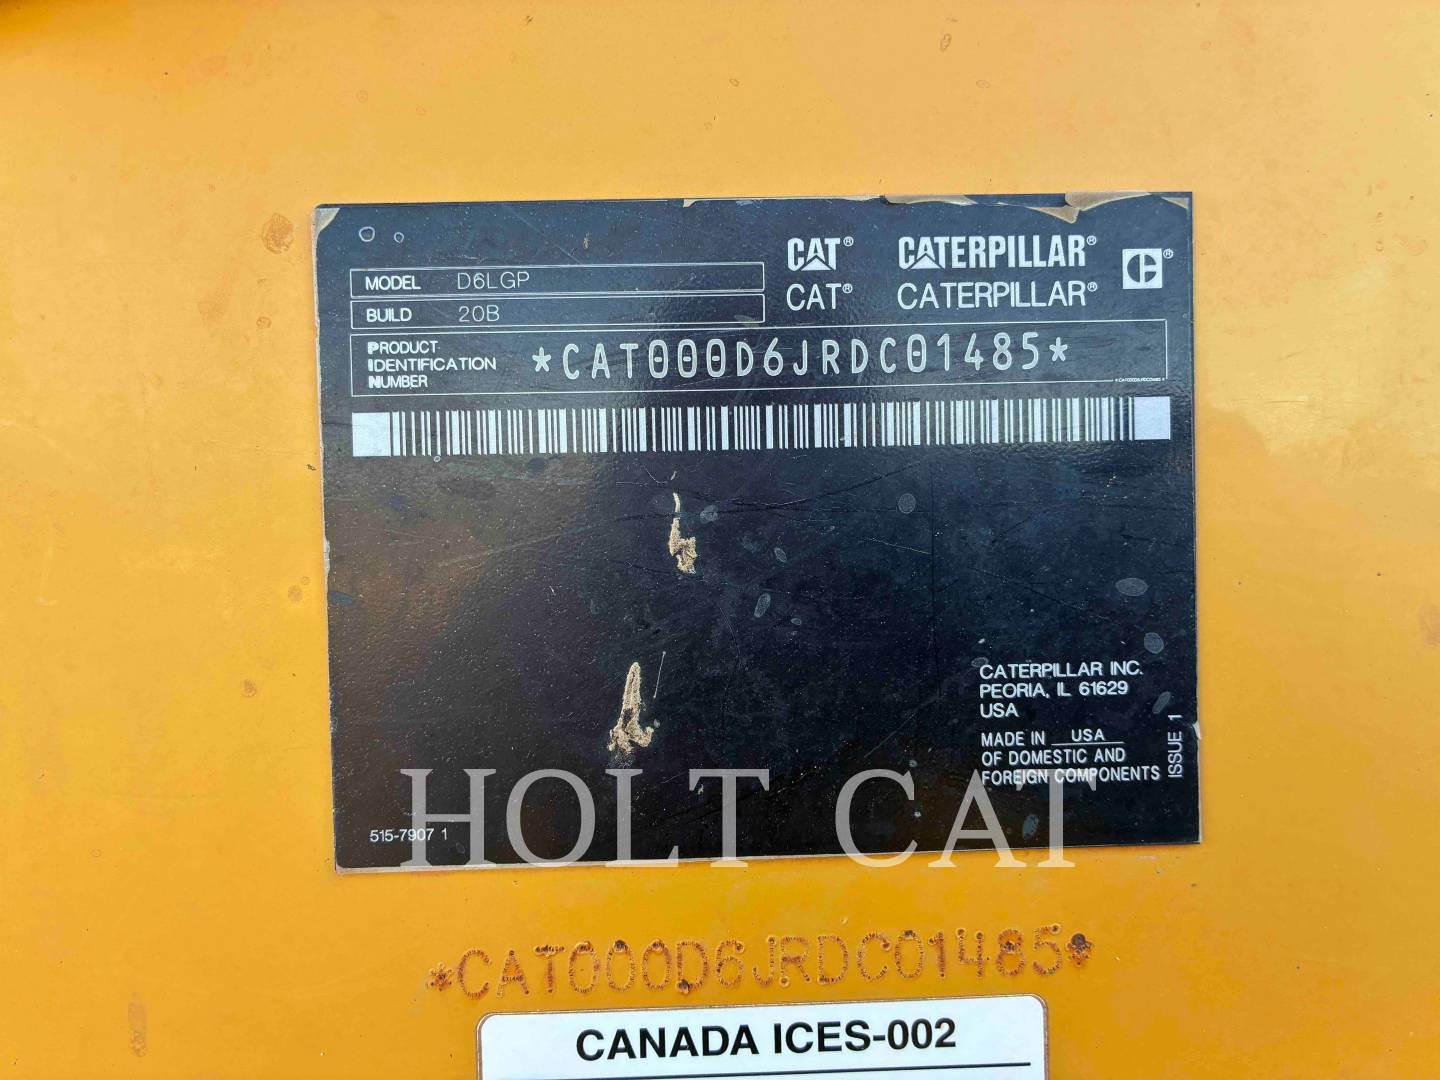 MODEL D6LGP
BUILD 20B
CAT® CATERPILLAR®
CAT® CATERPILLAR®
PRODUCT
IDENTIFICATION
NUMBER
*CAT000D6JRDC01485*
*CAT000D6JRDC01485*
CATERPILLAR INC.
PEORIA, IL 61629
USA
MADE IN USA
OF DOMESTIC AND
FOREIGN COMPONENTS
ISSUE 1
515-7907 1
HOLT CAT
*CAT000D6JRDC01485*
CANADA ICES-002